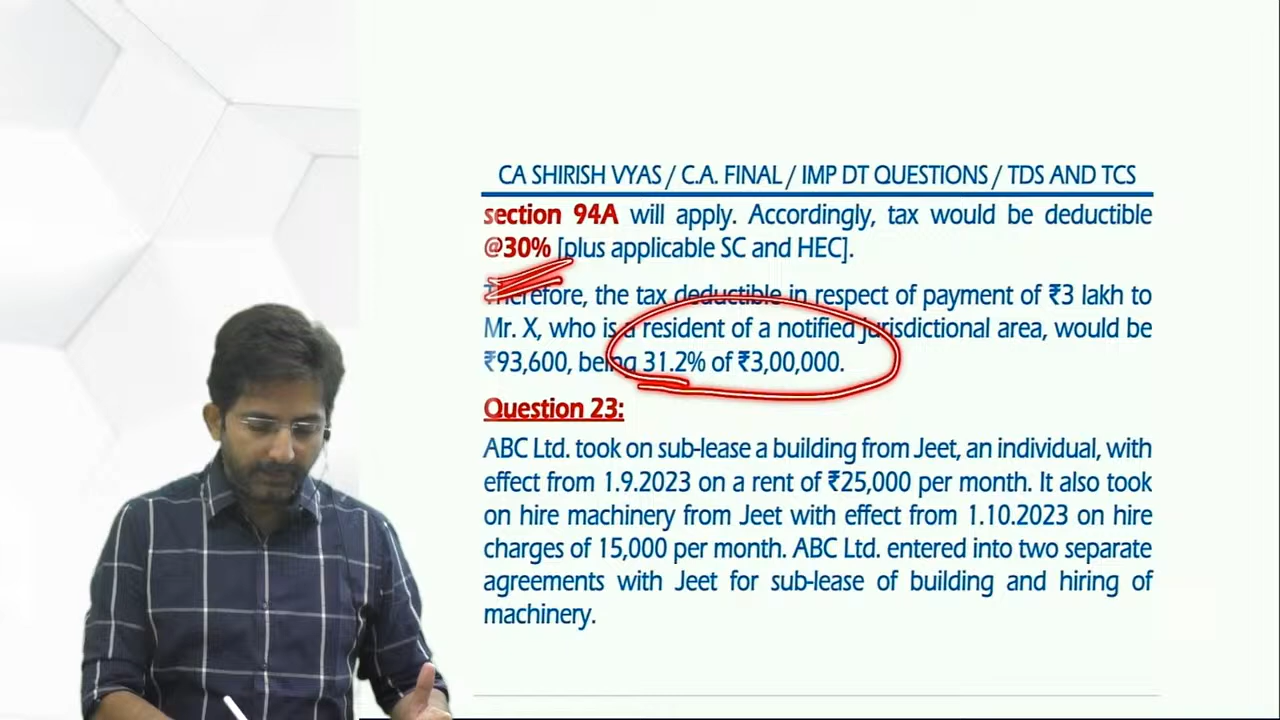 CA SHIRISH VYAS / C.A. FINAL / IMP DT QUESTIONS / TDS AND TCS
section 94A will apply. Accordingly, tax would be deductible
@30% [plus applicable SC and HEC].
Therefore, the tax deductible in respect of payment of ₹3 lakh to
Mr. X, who is a resident of a notified jurisdictional area, would be
₹93,600, being 31.2% of ₹3,00,000.
Question 23:
ABC Ltd. took on sub-lease a building from Jeet, an individual, with
effect from 1.9.2023 on a rent of ₹25,000 per month. It also took
on hire machinery from Jeet with effect from 1.10.2023 on hire
charges of 15,000 per month. ABC Ltd. entered into two separate
agreements with Jeet for sub-lease of building and hiring of
machinery.